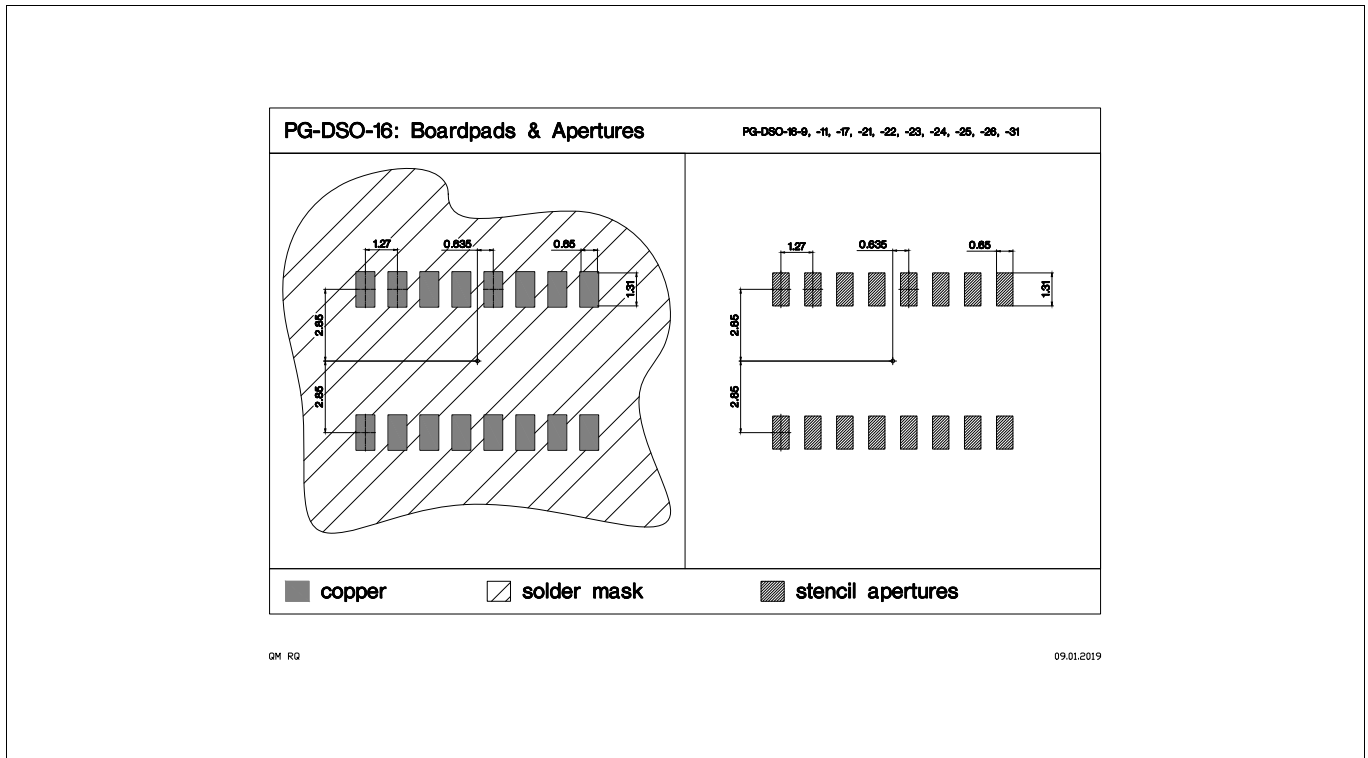 PG-DSO-16: Boardpads & Apertures
PG-DSO-16-9, -11, -17, -21, -22, -23, -24, -25, -26, -31
1.27
0.635
0.65
1.31
2.85
2.85
1.27
0.635
0.65
1.31
2.85
2.85
copper
solder mask
stencil apertures
QM RQ
09.01.2019